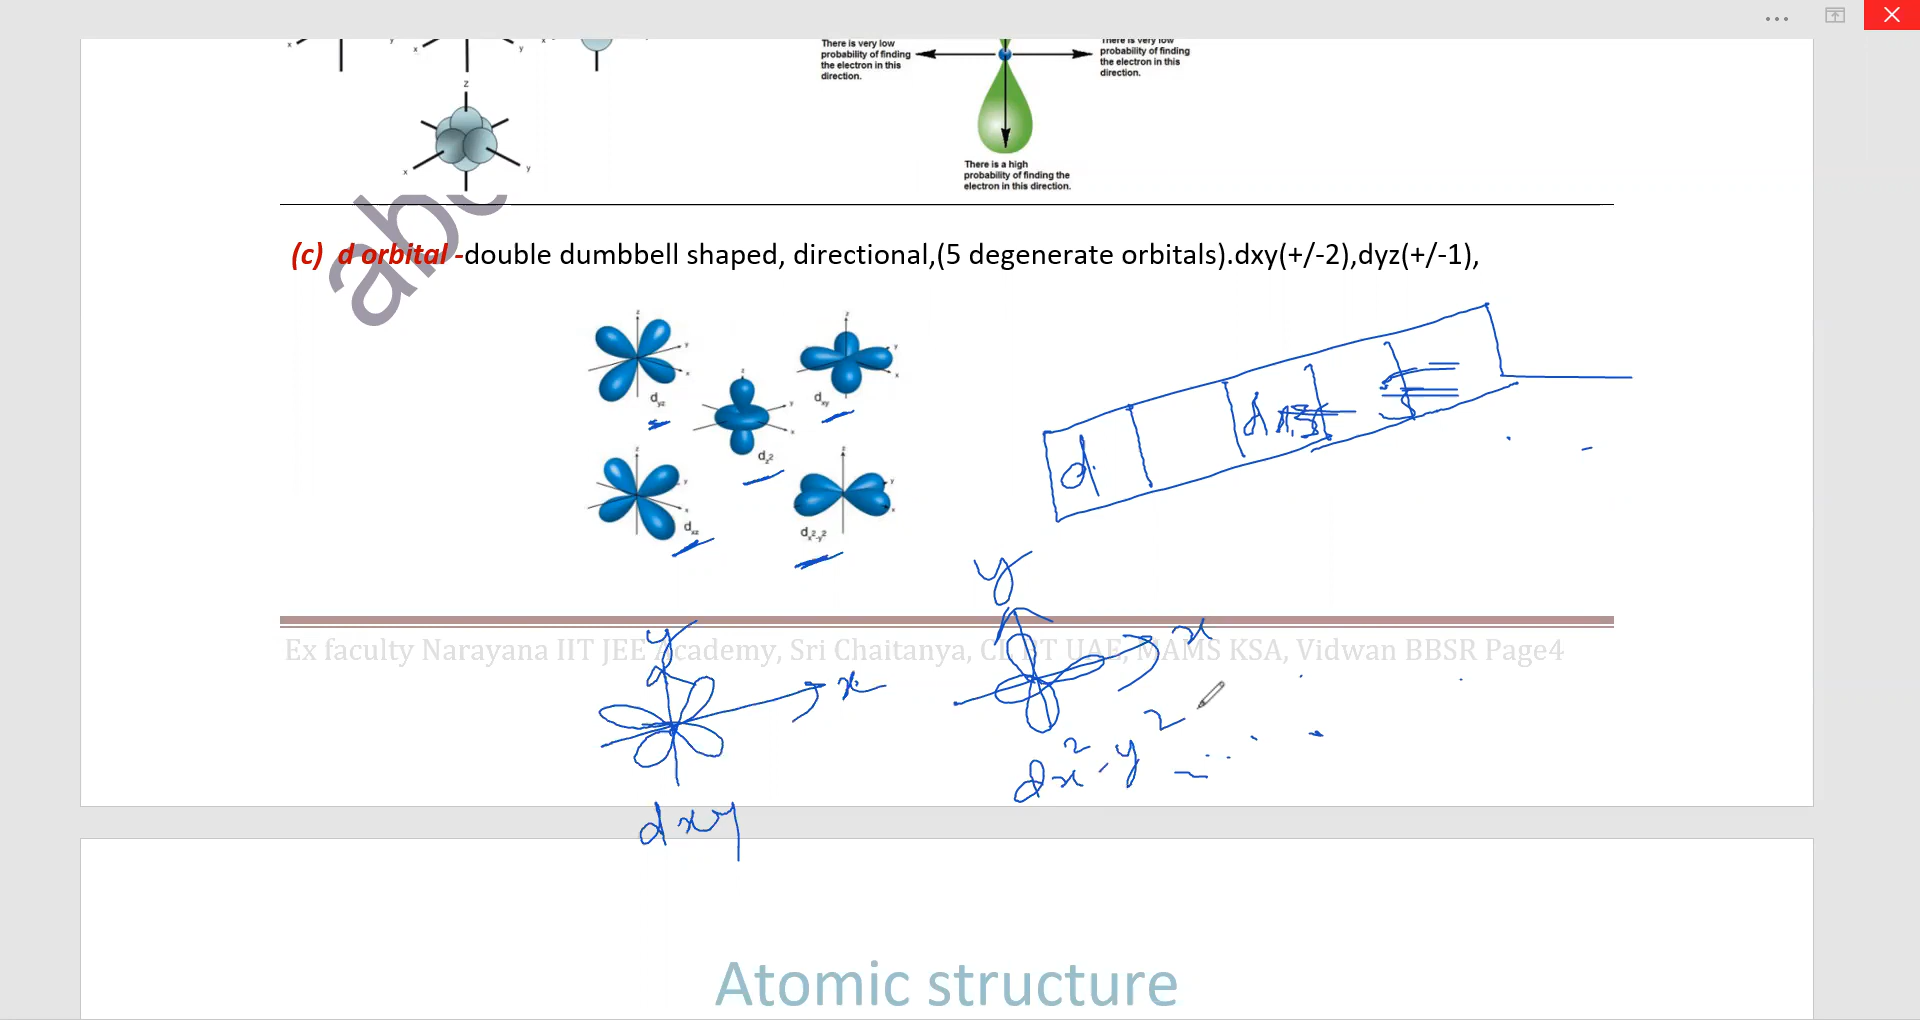 x
y
x
y
x
There is very low
probability of finding
the electron in this
direction.
There is very low
probability of finding
the electron in this
direction.
z
x
y
There is a high
probability of finding the
electron in this direction.
abc
(c) d orbital -double dumbbell shaped, directional,(5 degenerate orbitals).dxy(+/-2),dyz(+/-1),
z
y
x
dyz
z
y
x
dxy
z
y
x
dz²
d
z
y
x
dxz
z
y
x
dx²-y²
y
x
y
x
Ex faculty Narayana IIT JEE Academy, Sri Chaitanya, MAMS KSA, Vidwan BBSR Page4
dx²-y²
dxy
Atomic structure